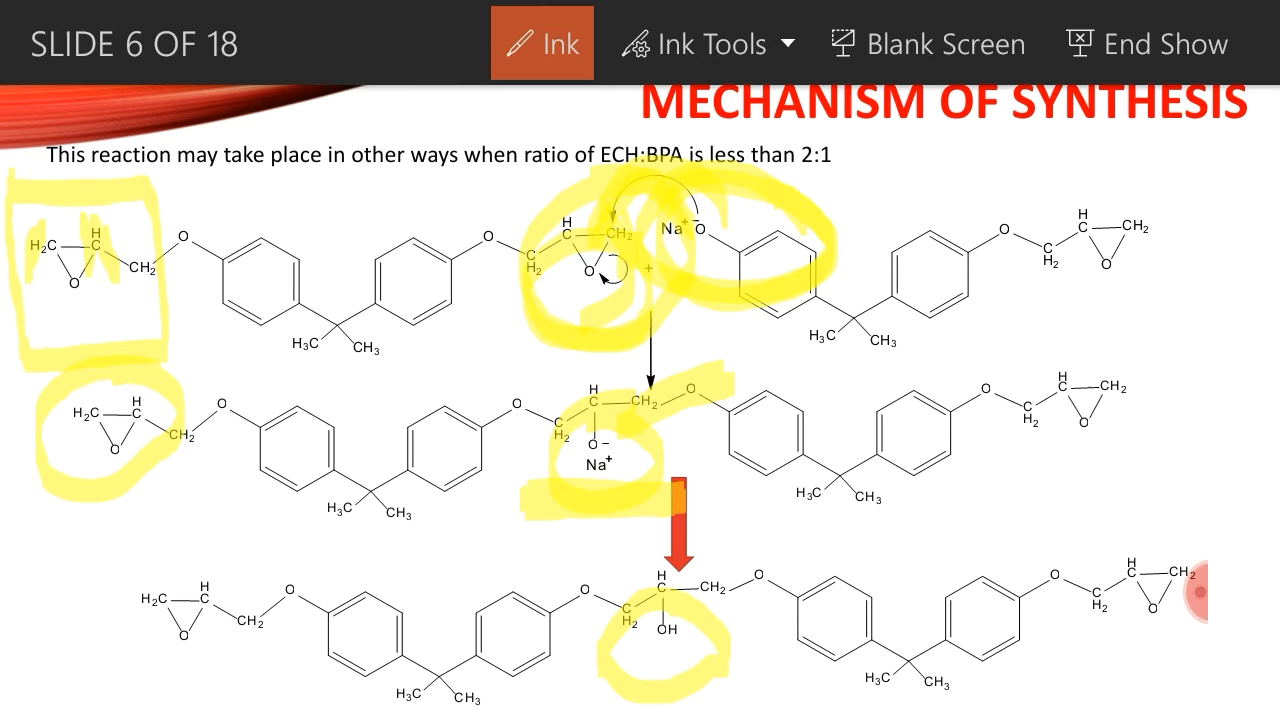 SLIDE 6 OF 18 Ink Ink Tools Blank Screen End Show
MECHANISM OF SYNTHESIS
This reaction may take place in other ways when ratio of ECH:BPA is less than 2:1
H H
H₂C H O O CH₂ Na⁺ ⁻O O CH₂
O CH₂ C H₂ O + C H₂ O
H₃C CH₃ H₃C CH₃
H₂C H O O H CH₂ O O H CH₂
O CH₂ C H₂ O − C H₂ O
Na⁺
H₃C CH₃ H₃C CH₃
H₂C H O O H CH₂ O O H CH₂
O CH₂ C H₂ OH C H₂ O
H₃C CH₃ H₃C CH₃